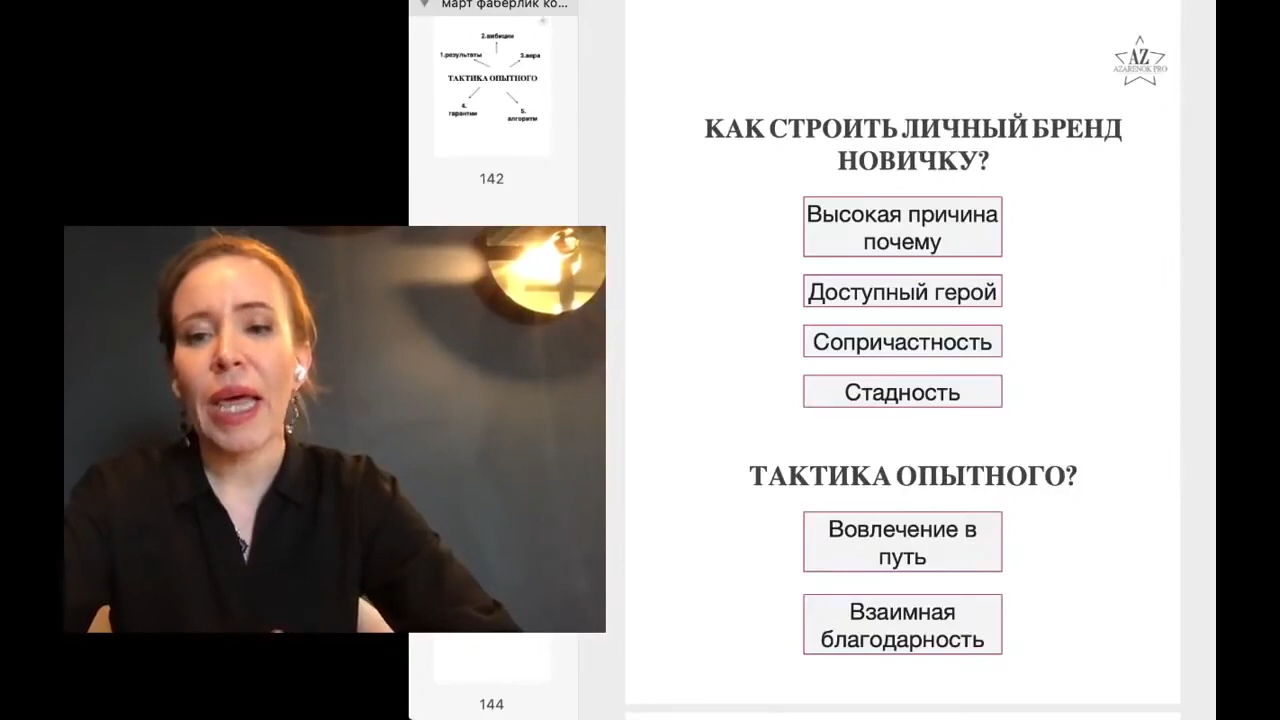 март фаберлик ко...
2.амбиции
1.результаты
3.вера
ТАКТИКА ОПЫТНОГО
4.
гарантии
5.
алгоритм
142
144
AZ
AZARENOK PRO
КАК СТРОИТЬ ЛИЧНЫЙ БРЕНД
НОВИЧКУ?
Высокая причина
почему
Доступный герой
Сопричастность
Стадность
ТАКТИКА ОПЫТНОГО?
Вовлечение в
путь
Взаимная
благодарность